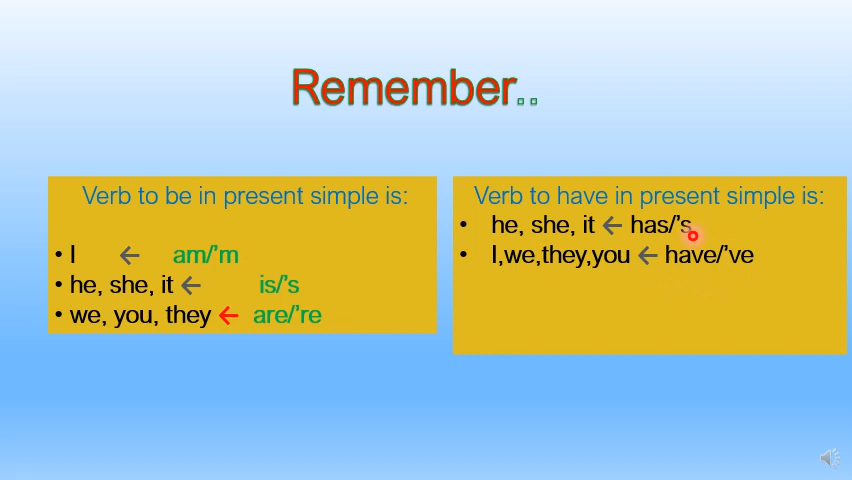 Remember..
Verb to be in present simple is:
• I ← am/’m
• he, she, it ← is/’s
• we, you, they ← are/’re
Verb to have in present simple is:
• he, she, it ← has/’s
• I,we,they,you ← have/’ve